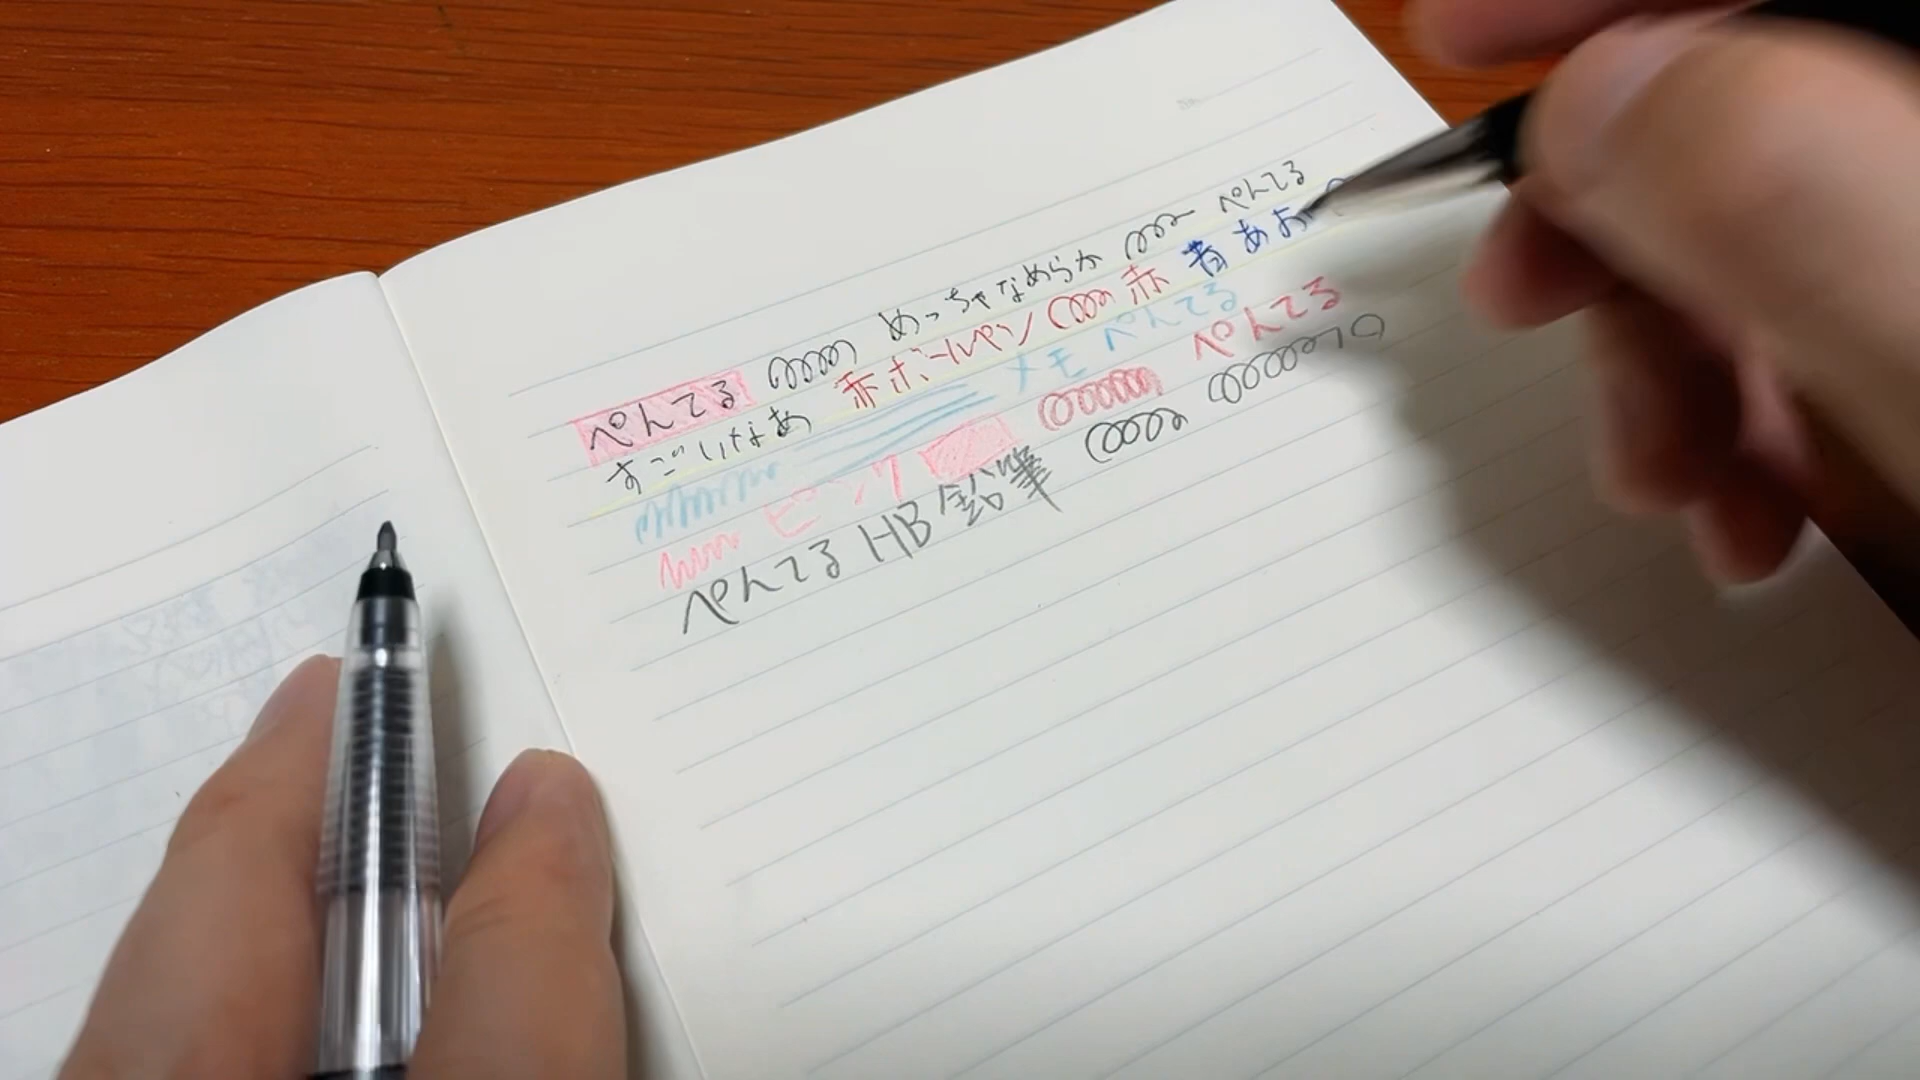 ぺんてる めっちゃなめらか ぺんてる
すごいなあ 赤ボールペン 赤 青 あお
メモ ぺんてる
ピンク ぺんてる
ぺんてる HB 鉛筆